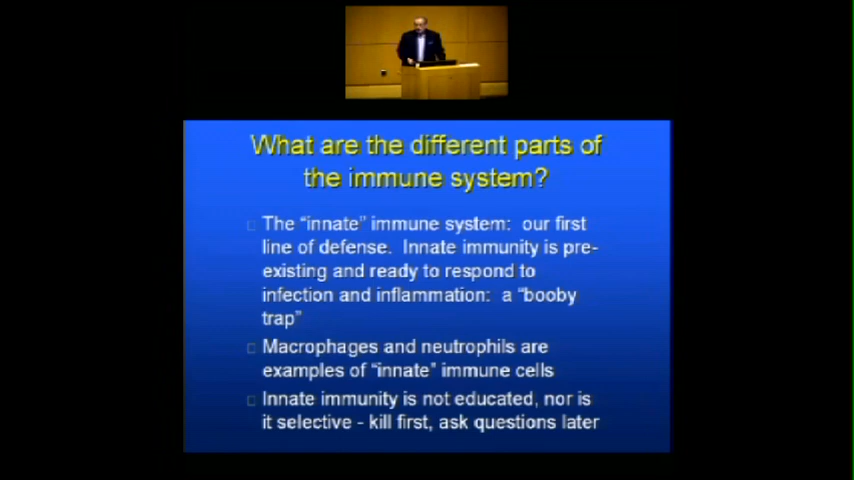 What are the different parts of
the immune system?
The “innate” immune system: our first
line of defense. Innate immunity is pre-
existing and ready to respond to
infection and inflammation: a “booby
trap”
Macrophages and neutrophils are
examples of “innate” immune cells
Innate immunity is not educated, nor is
it selective - kill first, ask questions later